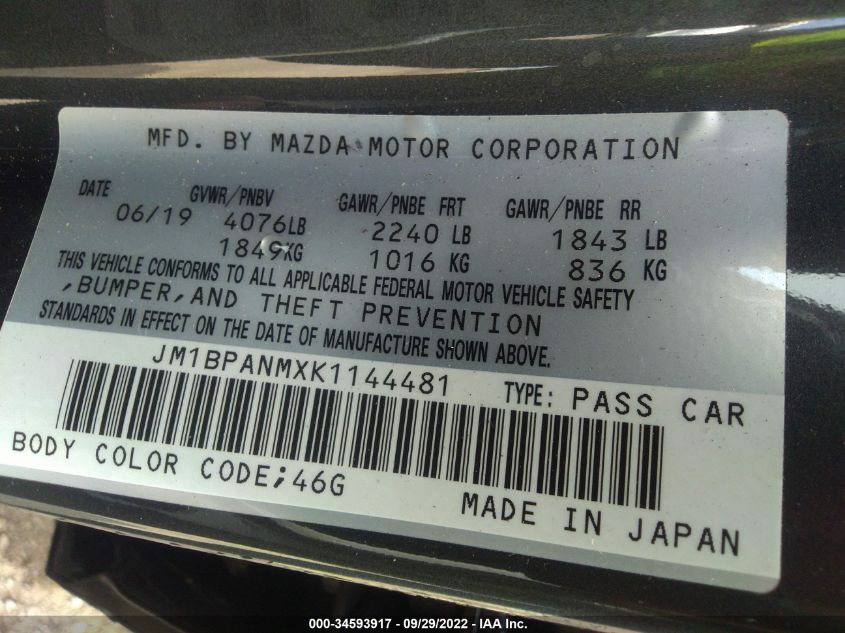 MFD. BY MAZDA MOTOR CORPORATION
DATE GVWR/PNBV GAWR/PNBE FRT GAWR/PNBE RR
06/19 4076LB 2240 LB 1843 LB
1849KG 1016 KG 836 KG
THIS VEHICLE CONFORMS TO ALL APPLICABLE FEDERAL MOTOR VEHICLE SAFETY
,BUMPER,AND THEFT PREVENTION
STANDARDS IN EFFECT ON THE DATE OF MANUFACTURE SHOWN ABOVE.
JM1BPANMXK1144481 TYPE: PASS CAR
BODY COLOR CODE;46G
MADE IN JAPAN
000-34593917 - 09/29/2022 - IAA Inc.